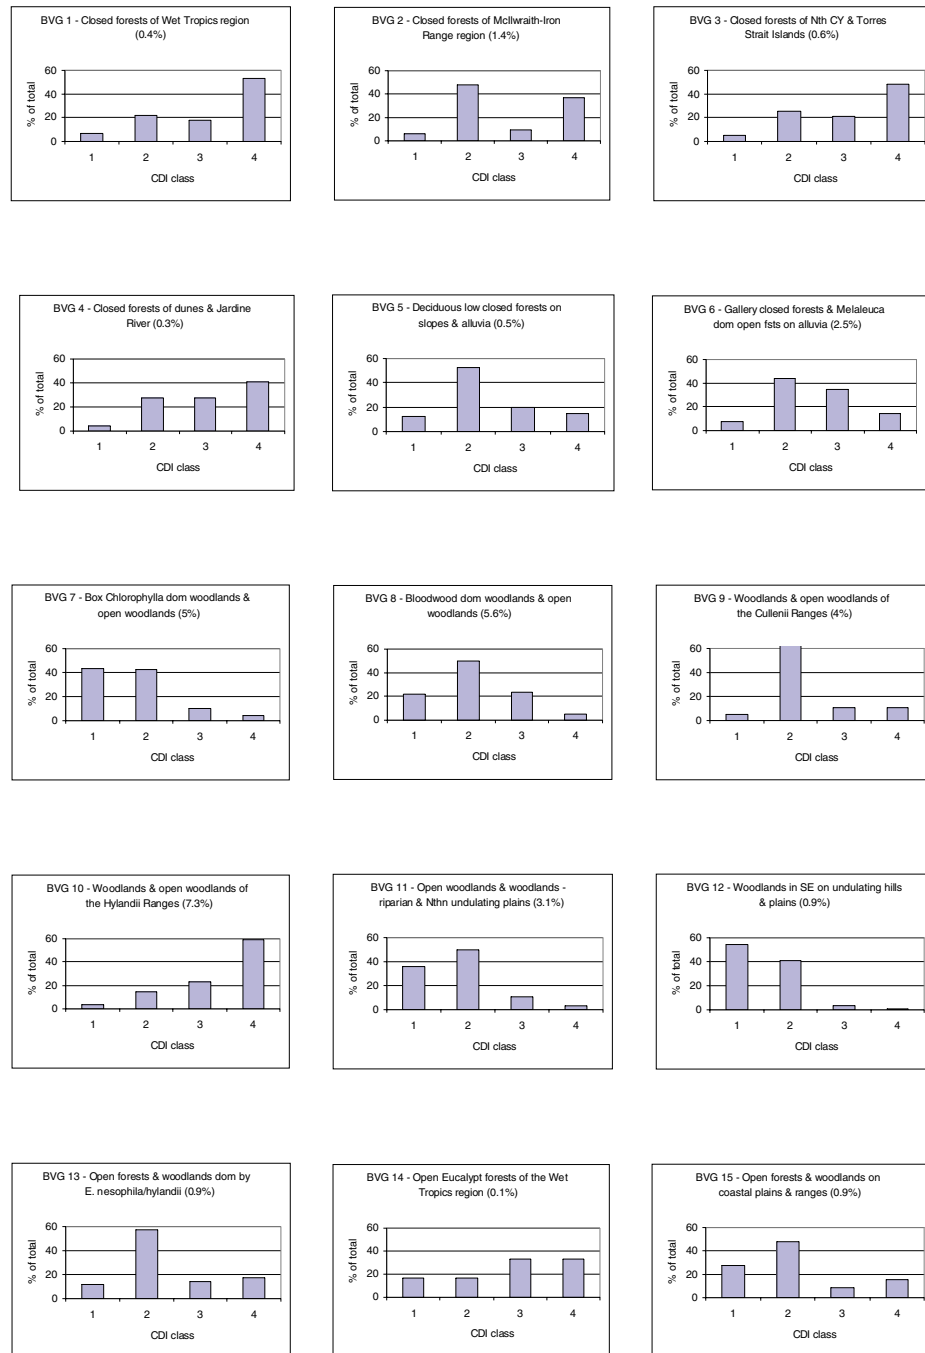 BVG 1 - Closed forests of Wet Tropics region
(0.4%)
60
40
20
0
% of total
1 2 3 4
CDI class
BVG 2 - Closed forests of McIlwraith-Iron
Range region (1.4%)
60
40
20
0
% of total
1 2 3 4
CDI class
BVG 3 - Closed forests of Nth CY & Torres
Strait Islands (0.6%)
60
40
20
0
% of total
1 2 3 4
CDI class
BVG 4 - Closed forests of dunes & Jardine
River (0.3%)
60
40
20
0
% of total
1 2 3 4
CDI class
BVG 5 - Deciduous low closed forests on
slopes & alluvia (0.5%)
60
40
20
0
% of total
1 2 3 4
CDI class
BVG 6 - Gallery closed forests & Melaleuca
dom open fsts on alluvia (2.5%)
60
40
20
0
% of total
1 2 3 4
CDI class
BVG 7 - Box Chlorophylla dom woodlands &
open woodlands (5%)
60
40
20
0
% of total
1 2 3 4
CDI class
BVG 8 - Bloodwood dom woodlands & open
woodlands (5.6%)
60
40
20
0
% of total
1 2 3 4
CDI class
BVG 9 - Woodlands & open woodlands of
the Cullenii Ranges (4%)
60
40
20
0
% of total
1 2 3 4
CDI class
BVG 10 - Woodlands & open woodlands of
the Hylandii Ranges (7.3%)
60
40
20
0
% of total
1 2 3 4
CDI class
BVG 11 - Open woodlands & woodlands -
riparian & Nthn undulating plains (3.1%)
60
40
20
0
% of total
1 2 3 4
CDI class
BVG 12 - Woodlands in SE on undulating hills
& plains (0.9%)
60
40
20
0
% of total
1 2 3 4
CDI class
BVG 13 - Open forests & woodlands dom by
E. nesophila/hylandii (0.9%)
60
40
20
0
% of total
1 2 3 4
CDI class
BVG 14 - Open Eucalypt forests of the Wet
Tropics region (0.1%)
60
40
20
0
% of total
1 2 3 4
CDI class
BVG 15 - Open forests & woodlands on
coastal plains & ranges (0.9%)
60
40
20
0
% of total
1 2 3 4
CDI class